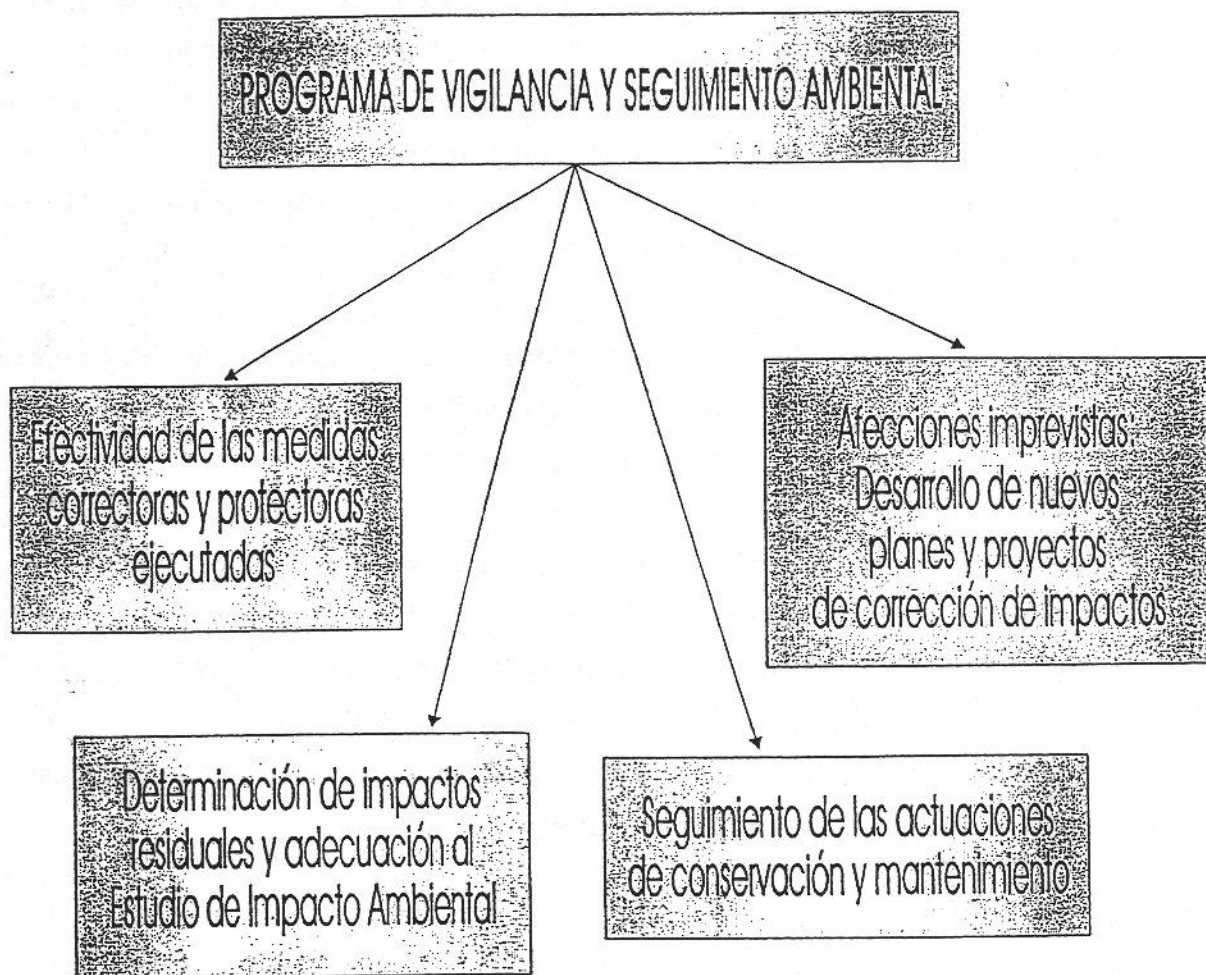 PROGRAMA DE VIGILANCIA Y SEGUIMIENTO AMBIENTAL
Efectividad de las medidas
correctoras y protectoras
ejecutadas
Afecciones imprevistas:
Desarrollo de nuevos
planes y proyectos
de corrección de impactos
Determinación de impactos
residuales y adecuación al
Estudio de Impacto Ambiental
Seguimiento de las actuaciones
de conservación y mantenimiento